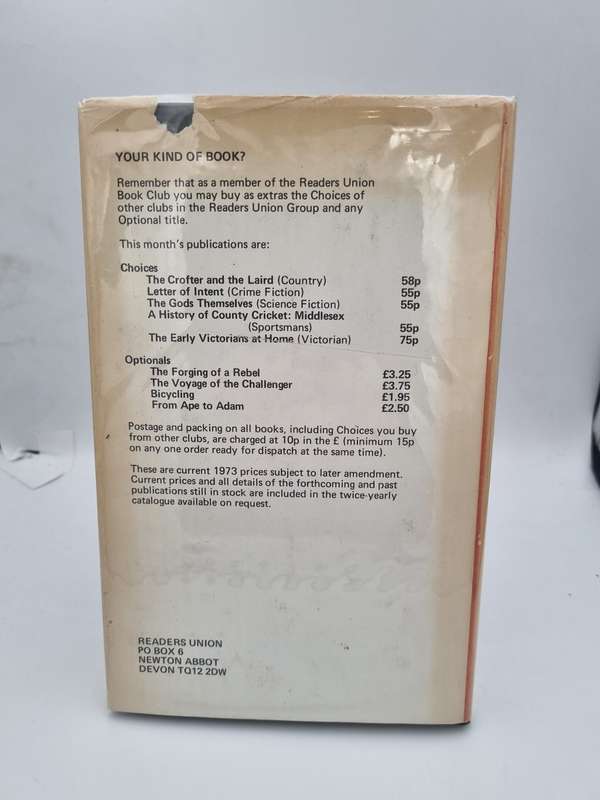 YOUR KIND OF BOOK?
Remember that as a member of the Readers Union
Book Club you may buy as extras the Choices of
other clubs in the Readers Union Group and any
Optional title.
This month's publications are:
Choices
The Crofter and the Laird (Country) 58p
Letter of Intent (Crime Fiction) 55p
The Gods Themselves (Science Fiction) 55p
A History of County Cricket: Middlesex
(Sportsmans) 55p
The Early Victorians at Home (Victorian) 75p
Optionals
The Forging of a Rebel £3.25
The Voyage of the Challenger £3.75
Bicycling £1.95
From Ape to Adam £2.50
Postage and packing on all books, including Choices you buy
from other clubs, are charged at 10p in the £ (minimum 15p
on any one order ready for dispatch at the same time).
These are current 1973 prices subject to later amendment.
Current prices and all details of the forthcoming and past
publications still in stock are included in the twice-yearly
catalogue available on request.
READERS UNION
PO BOX 6
NEWTON ABBOT
DEVON TQ12 2DW